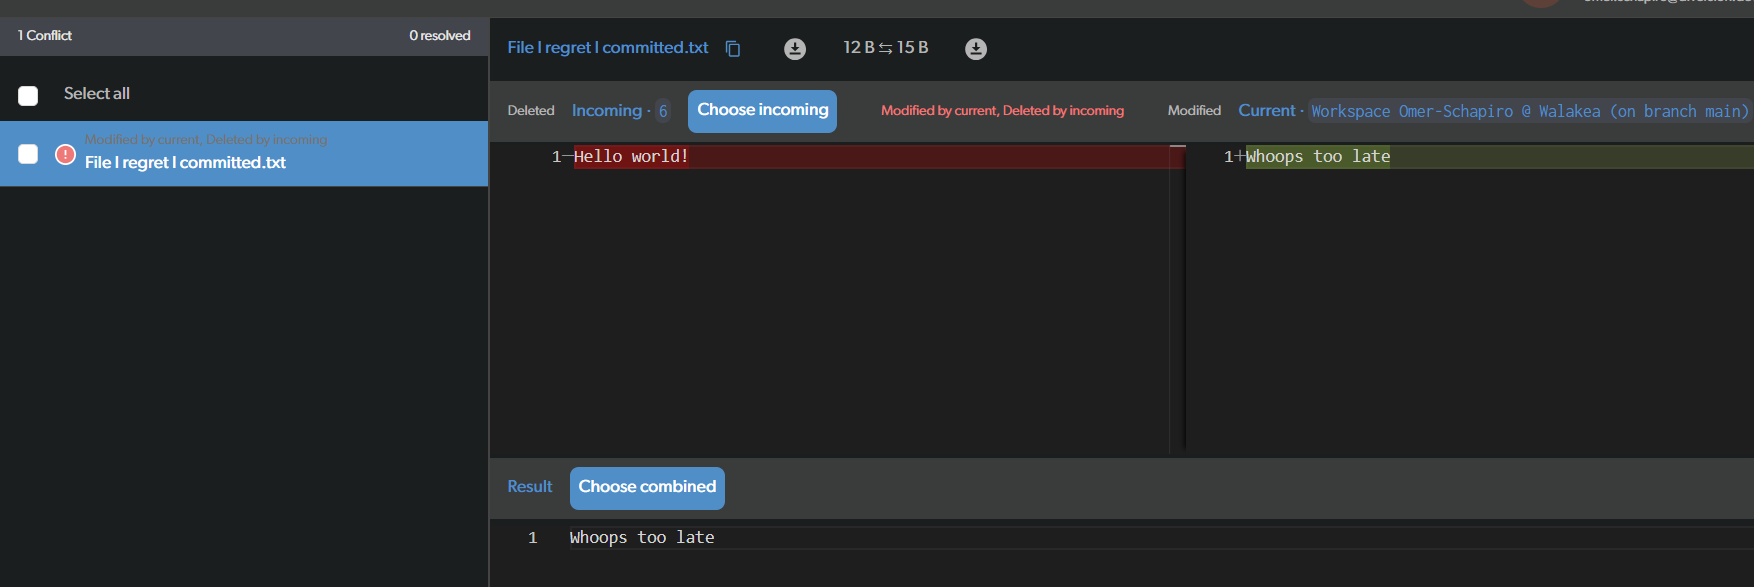 1 Conflict 0 resolved
Select all
Modified by current, Deleted by incoming
File I regret I committed.txt
File I regret I committed.txt 12 B ⇆ 15 B
Deleted Incoming · 6 Choose incoming Modified by current, Deleted by incoming Modified Current · Workspace Omer-Schapiro @ Walakea (on branch main)
1 — Hello world!
1 + Whoops too late
Result Choose combined
1 Whoops too late